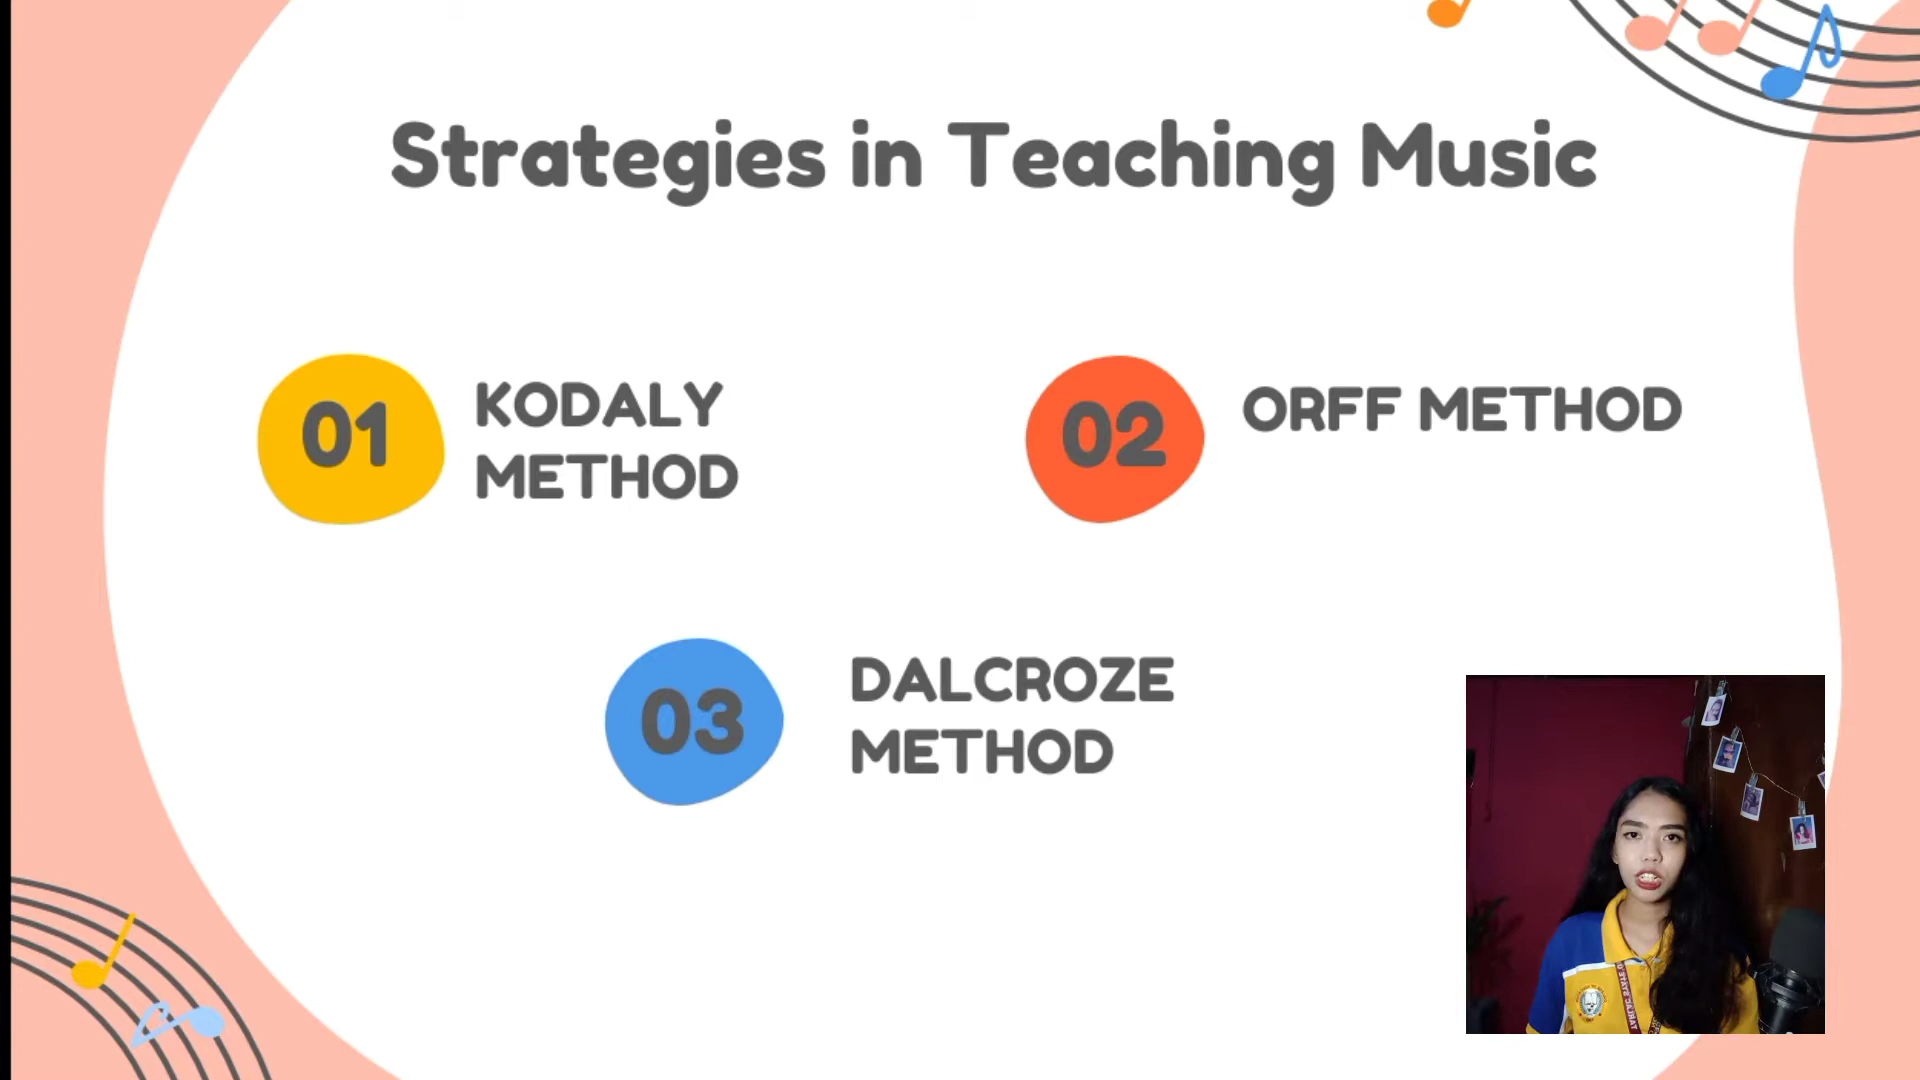 Strategies in Teaching Music
01
KODALY
METHOD
02
ORFF METHOD
03
DALCROZE
METHOD